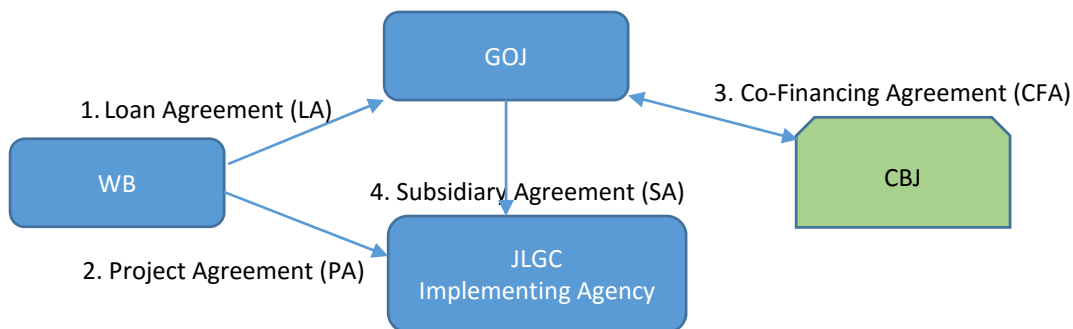 GOJ
3. Co-Financing Agreement (CFA)
1. Loan Agreement (LA)
WB
CBJ
4. Subsidiary Agreement (SA)
2. Project Agreement (PA)
JLGC
Implementing Agency